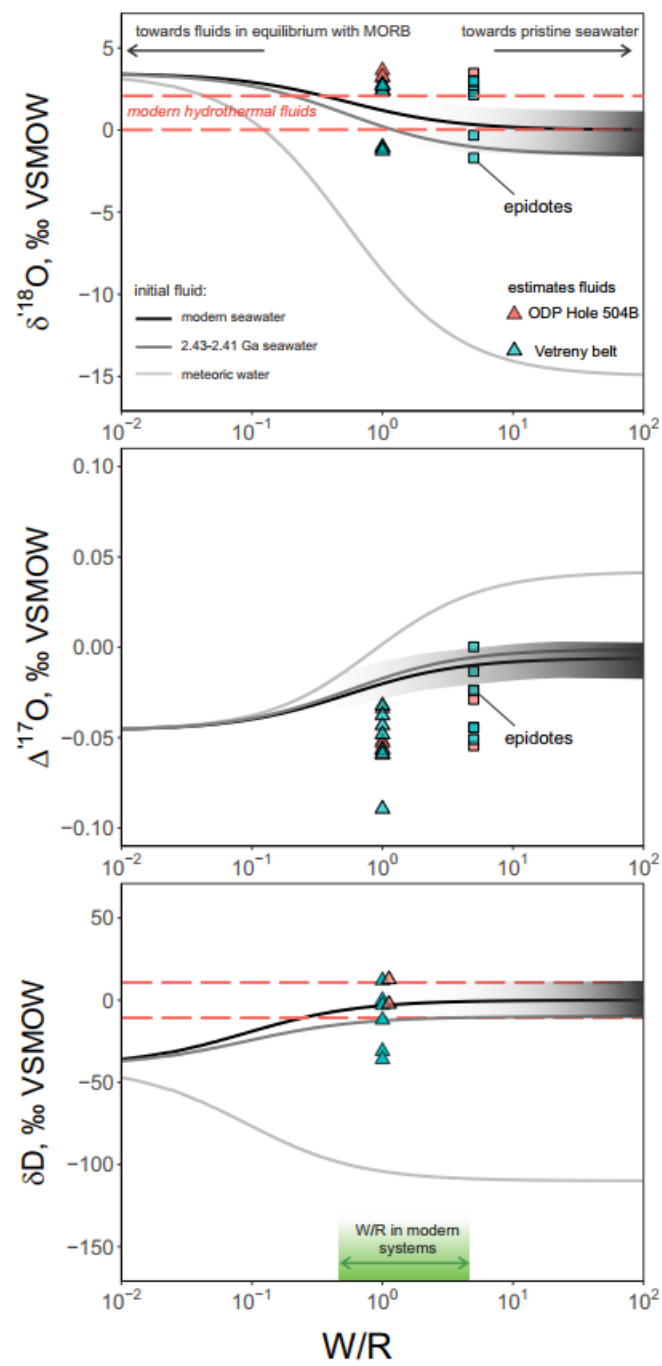 towards fluids in equilibrium with MORB
towards pristine seawater
5
0
−5
−10
−15
δ'¹⁸O, ‰ VSMOW
modern hydrothermal fluids
epidotes
initial fluid:
modern seawater
2.43-2.41 Ga seawater
meteoric water
estimates fluids
ODP Hole 504B
Vetreny belt
10⁻² 10⁻¹ 10⁰ 10¹ 10²
0.10
0.05
0.00
−0.05
−0.10
Δ'¹⁷O, ‰ VSMOW
epidotes
10⁻² 10⁻¹ 10⁰ 10¹ 10²
50
0
−50
−100
−150
δD, ‰ VSMOW
W/R in modern
systems
10⁻² 10⁻¹ 10⁰ 10¹ 10²
W/R